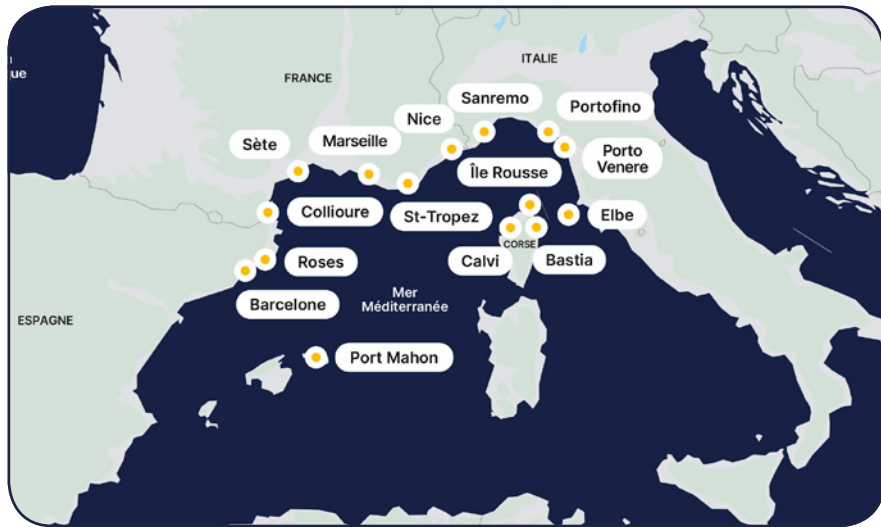 ITALIE
FRANCE
que
Sanremo
Portofino
Nice
Marseille
Sète
Porto
Venere
Île Rousse
Collioure
St-Tropez
Elbe
CORSE
Roses
Calvi
Bastia
Mer
Méditerranée
Barcelone
ESPAGNE
Port Mahon